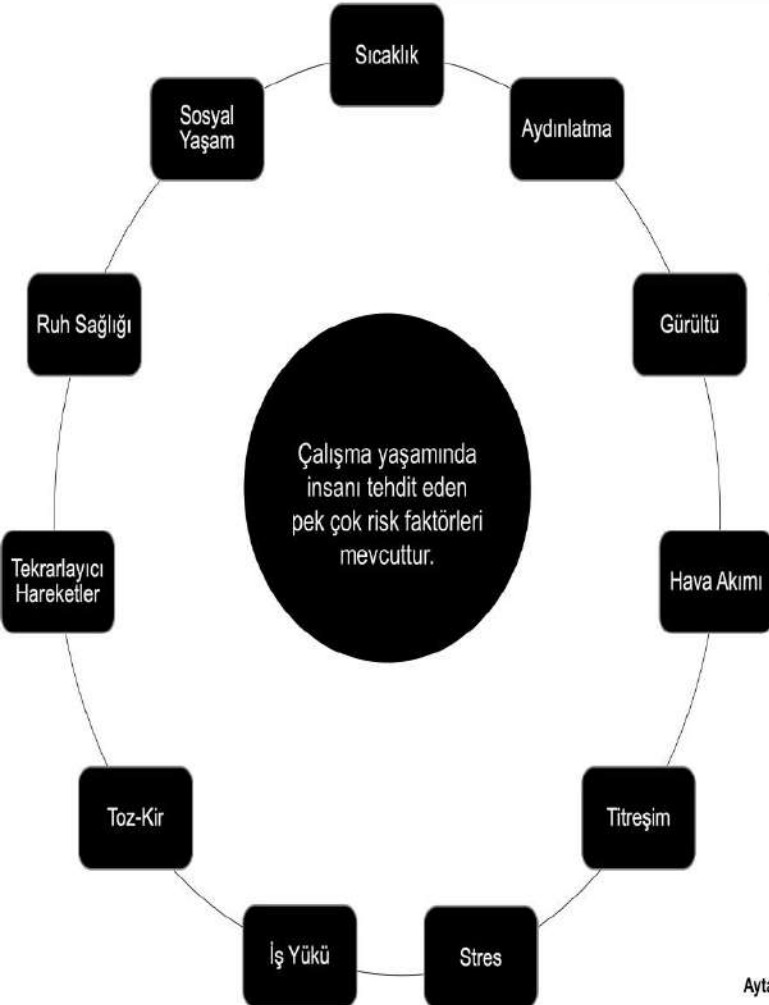 Sıcaklık
Aydınlatma
Gürültü
Hava Akımı
Titreşim
Stres
İş Yükü
Toz-Kir
Tekrarlayıcı
Hareketler
Ruh Sağlığı
Sosyal
Yaşam
Çalışma yaşamında
insanı tehdit eden
pek çok risk faktörleri
mevcuttur.